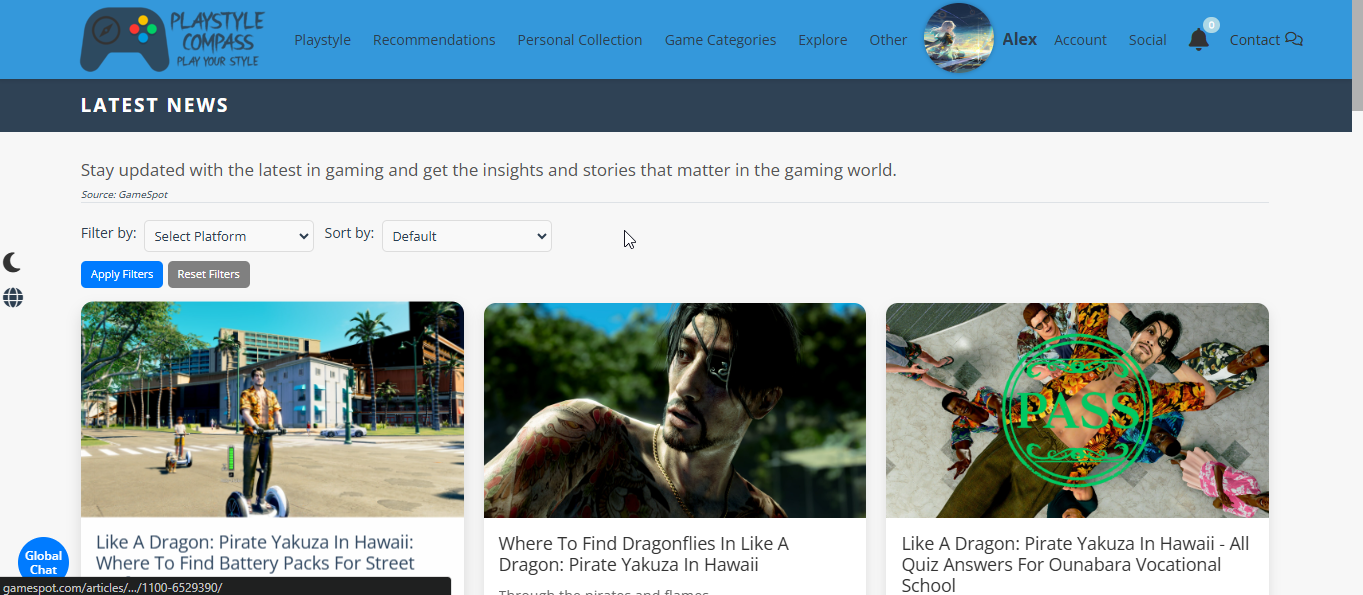 PLAYSTYLE
COMPASS
PLAY YOUR STYLE
Playstyle Recommendations Personal Collection Game Categories Explore Other Alex Account Social 0 Contact
LATEST NEWS
Stay updated with the latest in gaming and get the insights and stories that matter in the gaming world.
Source: GameSpot
Filter by: Select Platform Sort by: Default
Apply Filters Reset Filters
PASS
Like A Dragon: Pirate Yakuza In Hawaii:
Where To Find Battery Packs For Street
Where To Find Dragonflies In Like A
Dragon: Pirate Yakuza In Hawaii
Through the pirates and flames
Like A Dragon: Pirate Yakuza In Hawaii - All
Quiz Answers For Ounabara Vocational
School
Global
Chat
gamespot.com/articles/.../1100-6529390/